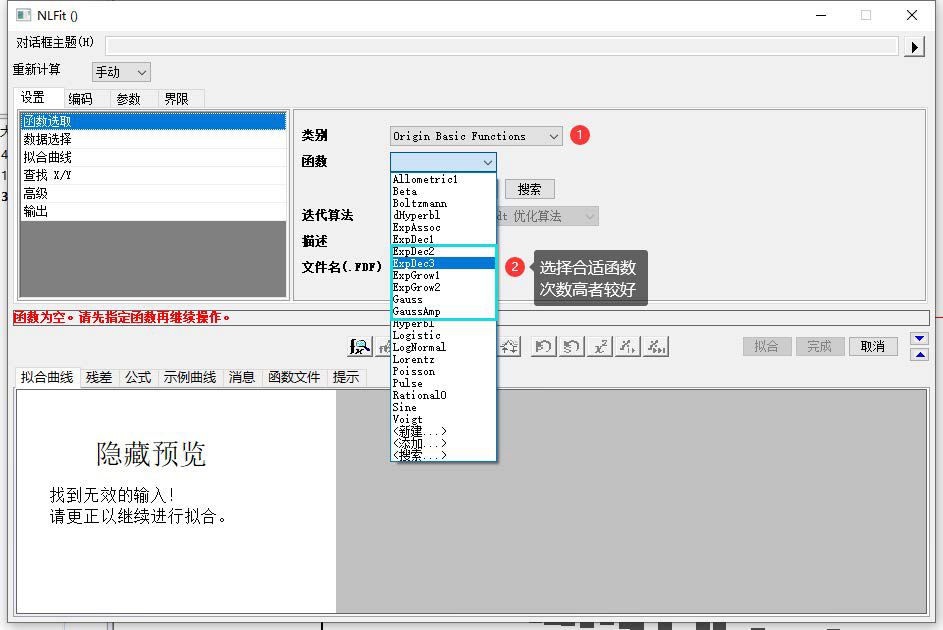 NLFit ()
对话框主题(H)
重新计算
手动
设置
编码
参数
界限
函数选取
数据选择
拟合曲线
查找 X/Y
高级
输出
类别
Origin Basic Functions
1
函数
搜索
迭代算法
dt 优化算法
描述
文件名(.FDF)
Allometric1
Beta
Boltzmann
dHyperbl
ExpAssoc
ExpDec1
ExpDec2
ExpDec3
ExpGrow1
ExpGrow2
Gauss
GaussAmp
Hyperbl
Logistic
LogNormal
Lorentz
Poisson
Pulse
Rational0
Sine
Voigt
<新建...>
<添加...>
<搜索...>
2
选择合适函数
次数高者较好
函数为空。请先指定函数再继续操作。
拟合
完成
取消
拟合曲线
残差
公式
示例曲线
消息
函数文件
提示
隐藏预览
找到无效的输入!
请更正以继续进行拟合。